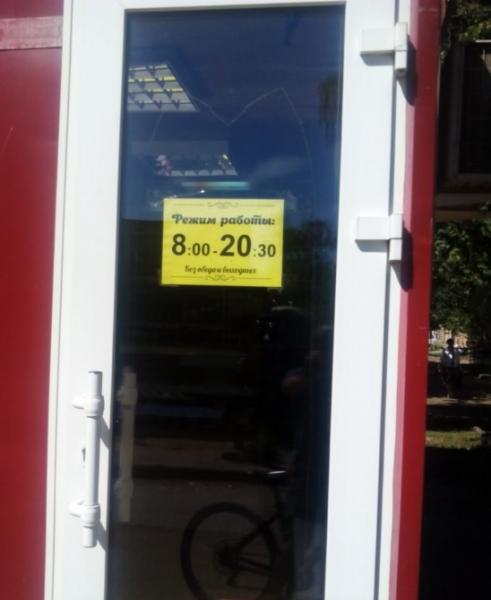 Режим работы:
8:00-20:30
Без обеда и выходных